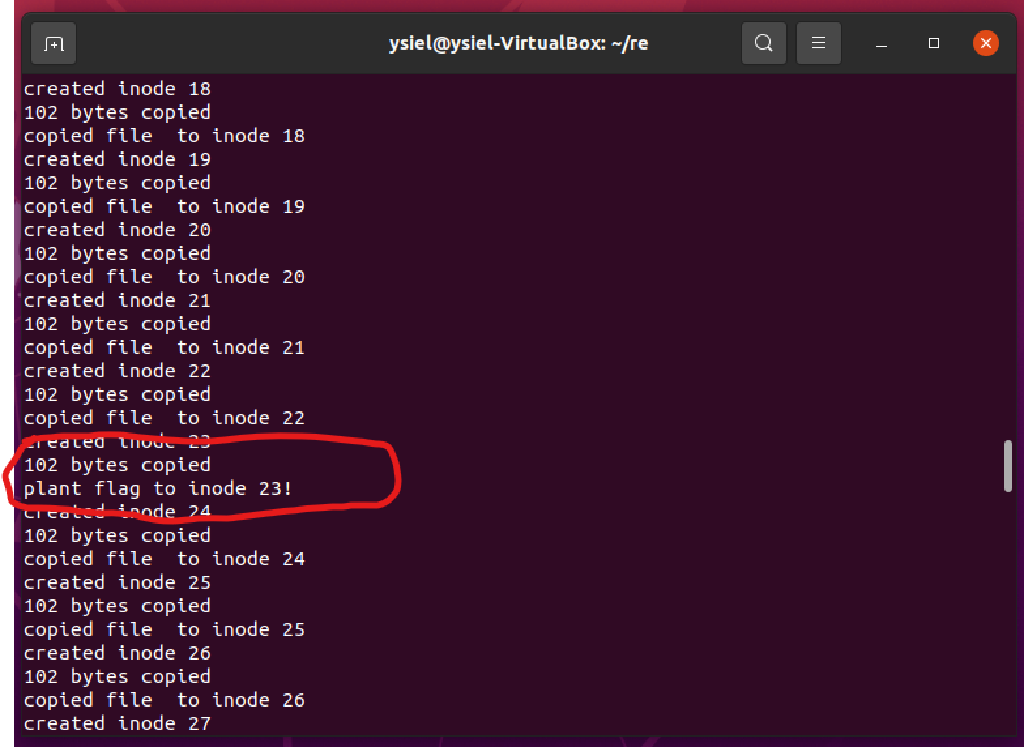 ysiel@ysiel-VirtualBox: ~/re
created inode 18
102 bytes copied
copied file  to inode 18
created inode 19
102 bytes copied
copied file  to inode 19
created inode 20
102 bytes copied
copied file  to inode 20
created inode 21
102 bytes copied
copied file  to inode 21
created inode 22
102 bytes copied
copied file  to inode 22
created inode 23
102 bytes copied
plant flag to inode 23!
created inode 24
102 bytes copied
copied file  to inode 24
created inode 25
102 bytes copied
copied file  to inode 25
created inode 26
102 bytes copied
copied file  to inode 26
created inode 27